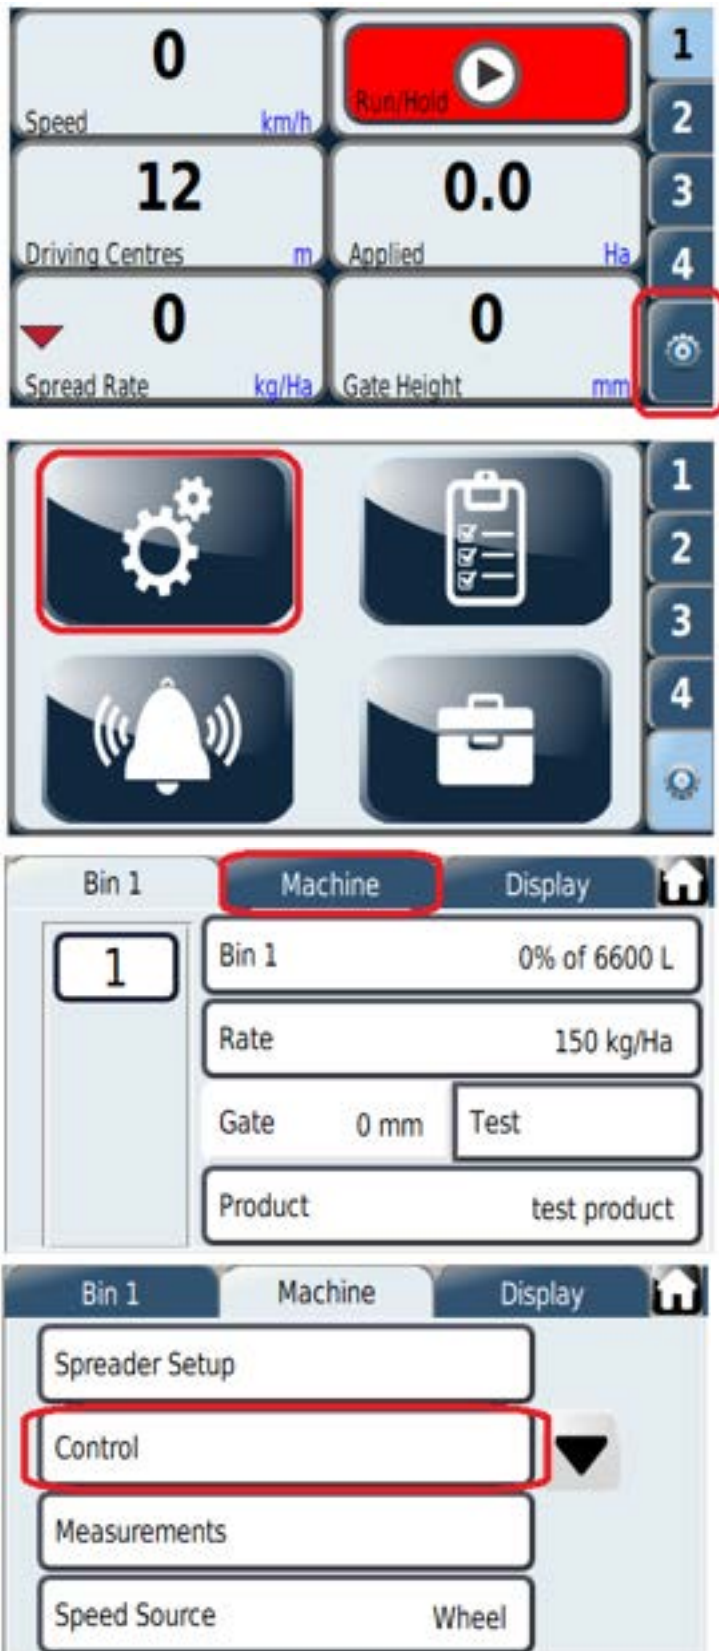 0
Speed km/h
Run/Hold
1
2
12
Driving Centres m
0.0
Applied Ha
3
4
0
Spread Rate kg/Ha
0
Gate Height mm
1
2
3
4
Bin 1 Machine Display
1
Bin 1 0% of 6600 L
Rate 150 kg/Ha
Gate 0 mm Test
Product test product
Bin 1 Machine Display
Spreader Setup
Control
Measurements
Speed Source Wheel